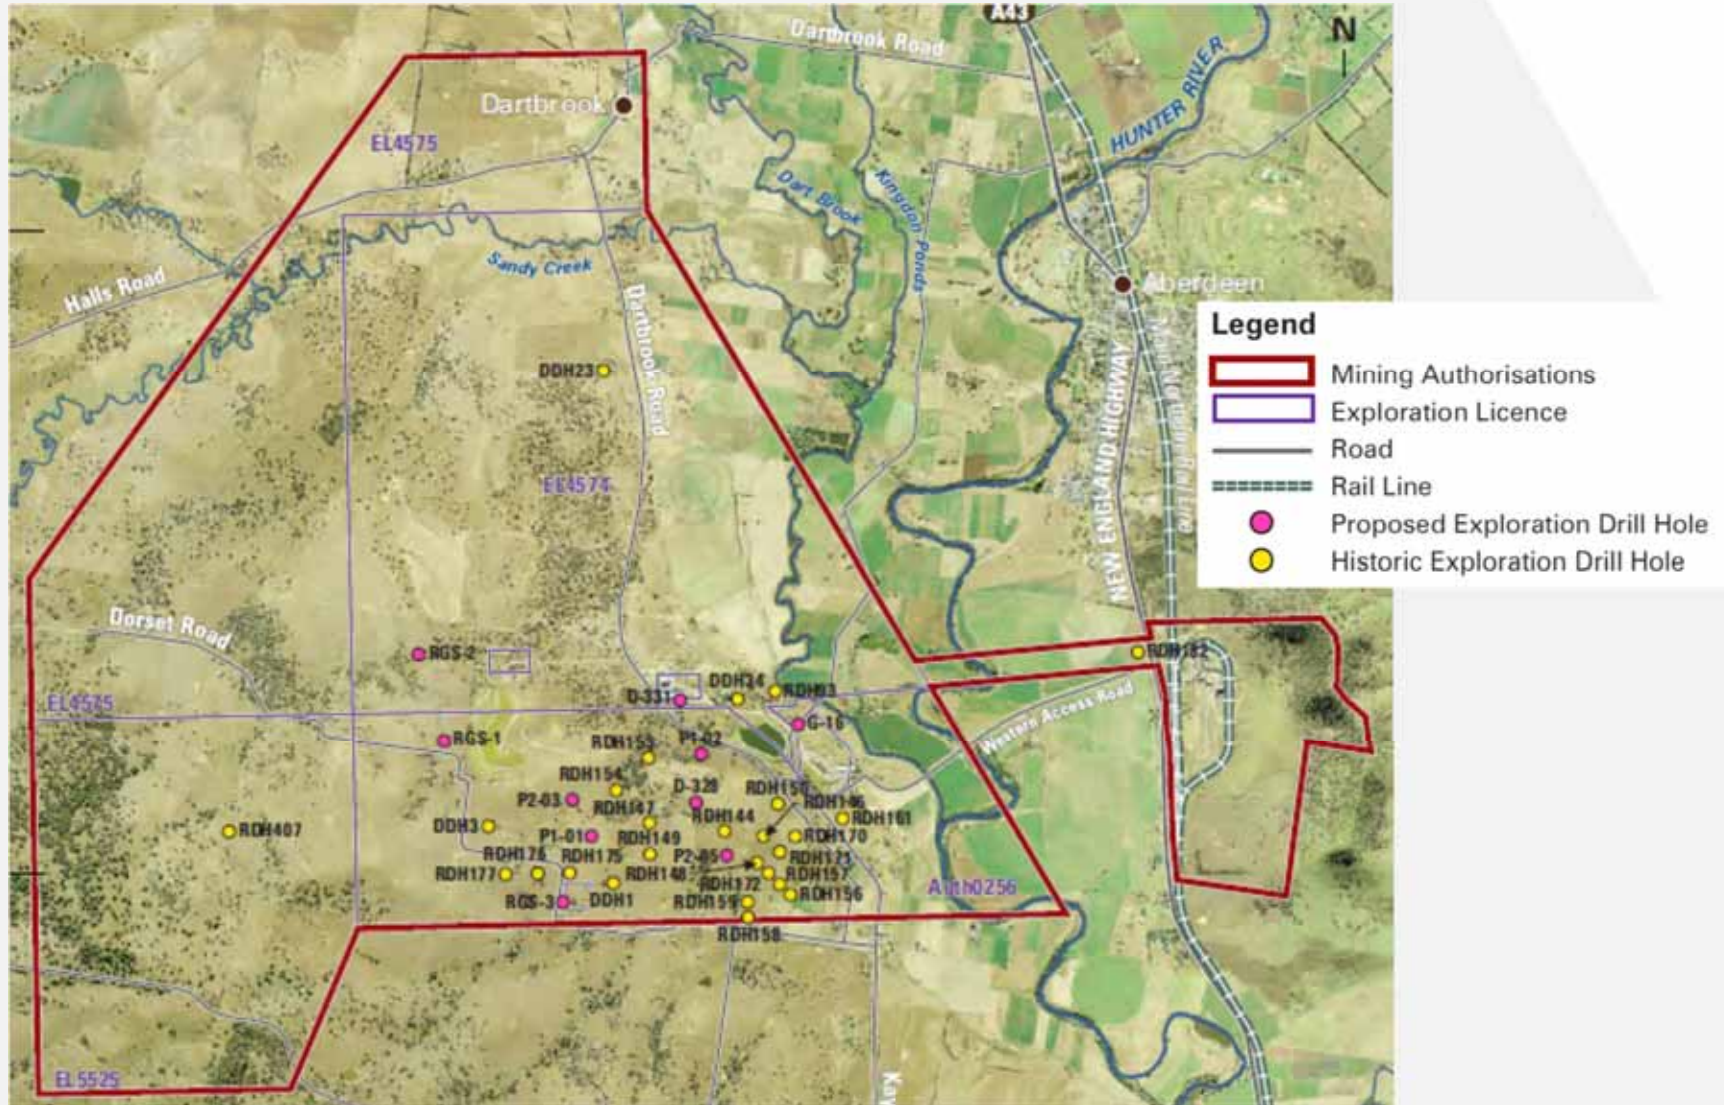 A43
N
Dartbrook Road
HUNTER RIVER
Dartbrook
EL4575
Dart Brook
Kingdon Ponds
Sandy Creek
Halls Road
Aberdeen
Dartbrook Road
Legend
Mining Authorisations
Exploration Licence
Road
Rail Line
Proposed Exploration Drill Hole
Historic Exploration Drill Hole
DDH23
NEW ENGLAND HIGHWAY
EL4574
Dorset Road
RGS-2
RDH182
DDH34
RDH93
D-331
EL4575
G-16
Western Access Road
RGS-1
RDH153
P1-02
RDH154
D-329
RDH150
P2-03
RDH147
RDH146
RDH144
RDH161
RDH407
DDH3
P1-01
RDH149
RDH170
RDH176
RDH175
P2-05
RDH171
RDH177
RDH148
RDH172
RDH157
Auth0256
RGS-3
DDH1
RDH159
RDH156
RDH158
EL5525
Kay